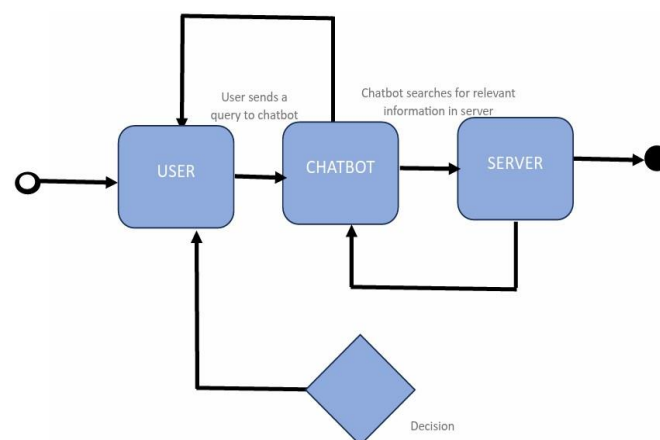 User sends a
query to chatbot
Chatbot searches for relevant
information in server
USER
CHATBOT
SERVER
Decision